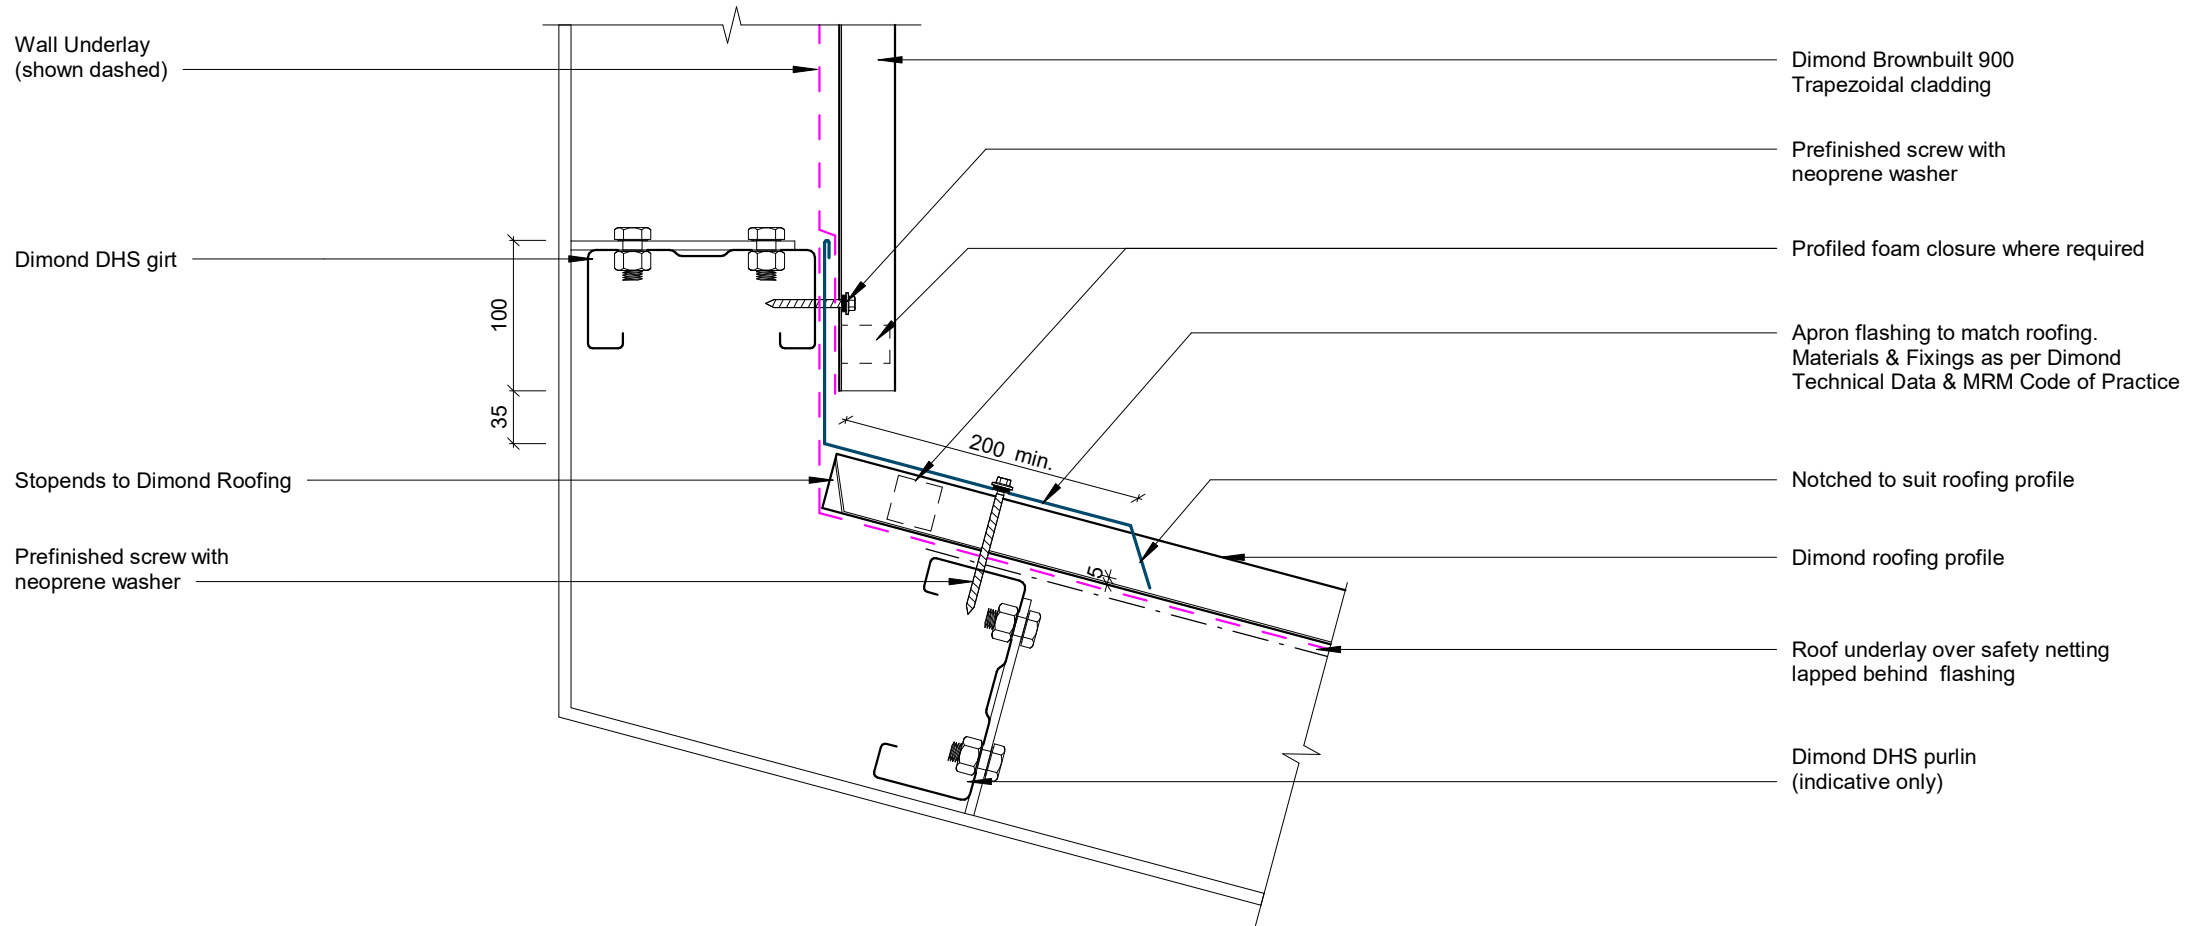 Wall Underlay
(shown dashed)
Dimond DHS girt
100
35
Stopends to Dimond Roofing
Prefinished screw with
neoprene washer
200 min.
5
Dimond Brownbuilt 900
Trapezoidal cladding
Prefinished screw with
neoprene washer
Profiled foam closure where required
Apron flashing to match roofing.
Materials & Fixings as per Dimond
Technical Data & MRM Code of Practice
Notched to suit roofing profile
Dimond roofing profile
Roof underlay over safety netting
lapped behind flashing
Dimond DHS purlin
(indicative only)